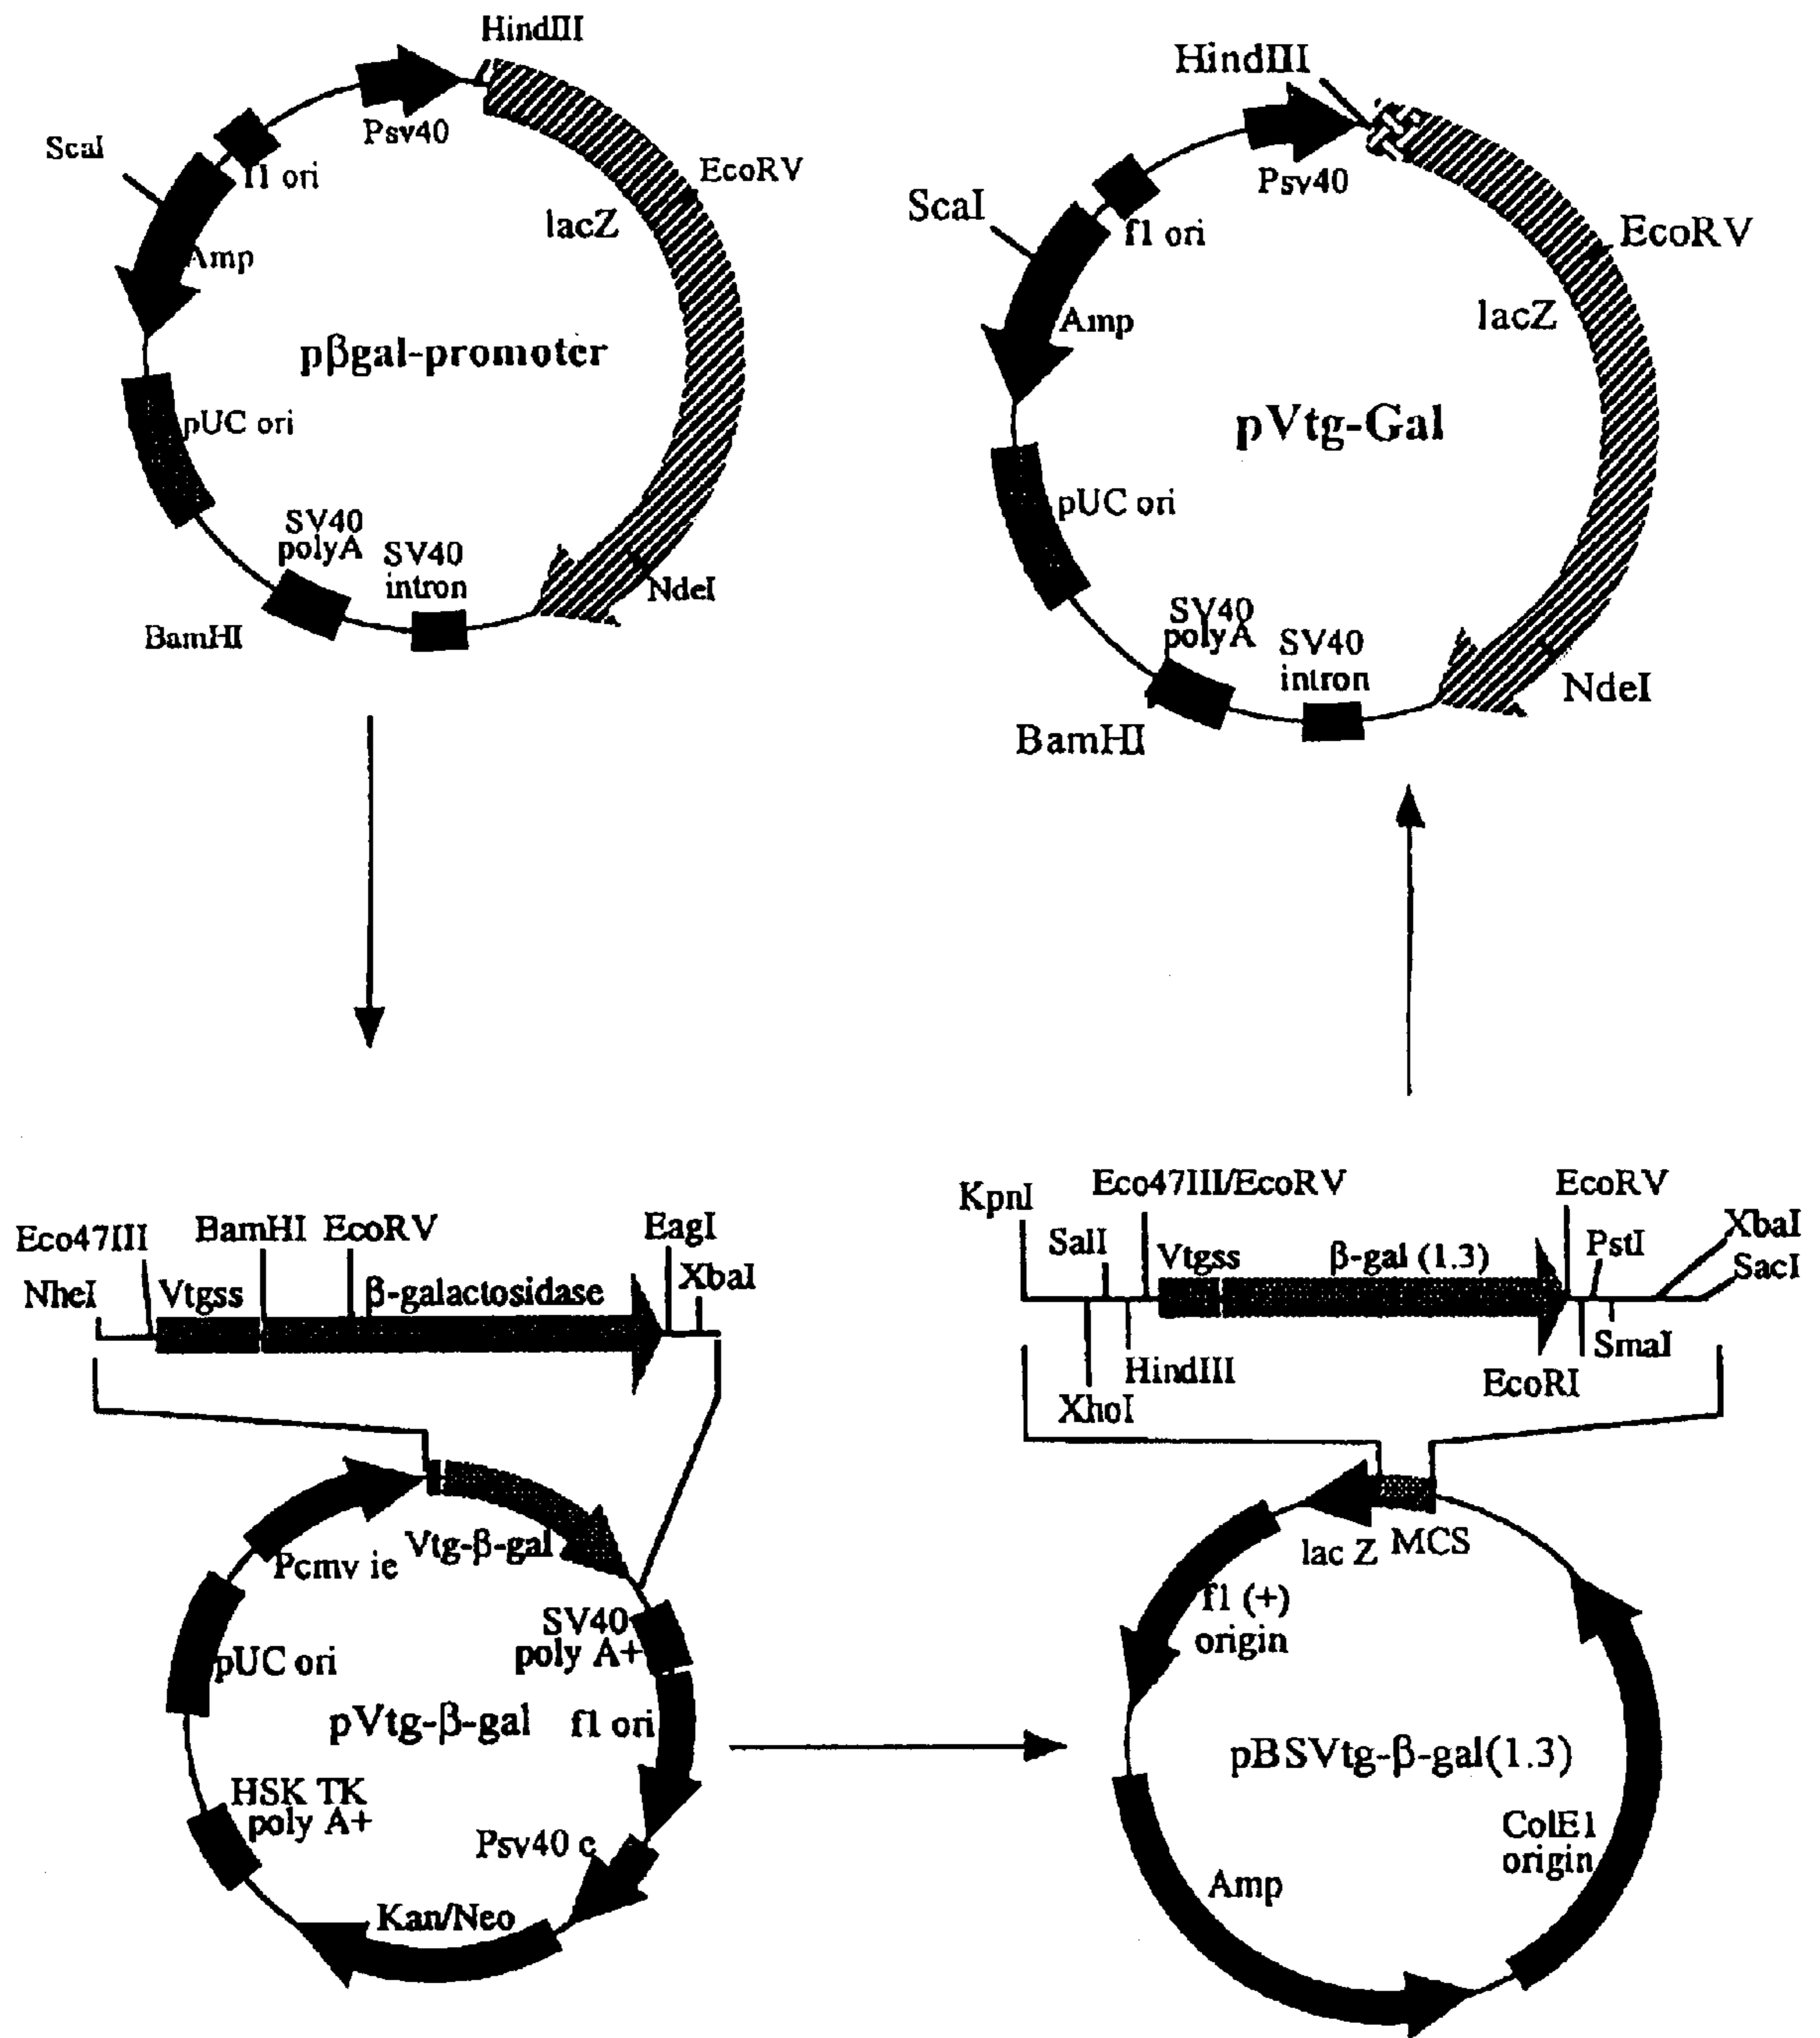 HindIII
Psv40
ScaI
f1 ori
EcoRV
lacZ
Amp
pβgal-promoter
pUC ori
SV40
polyA
SV40
intron
NdeI
BamHI
HindIII
Psv40
ScaI
f1 ori
EcoRV
lacZ
Amp
pVtg-Gal
pUC ori
SV40
polyA
SV40
intron
NdeI
BamHI
Eco47III
BamHI
EcoRV
EagI
NheI
Vtgss
β-galactosidase
XbaI
Pcmv ie
Vtg-β-gal
SV40
poly A+
pUC ori
pVtg-β-gal
f1 ori
HSK TK
poly A+
Psv40 e
Kan/Neo
KpnI
Eco47III/EcoRV
EcoRV
XbaI
SalI
Vtgss
β-gal (1.3)
PstI
SacI
HindIII
SmaI
XhoI
EcoRI
lac Z
MCS
f1 (+)
origin
pBSVtg-β-gal(1.3)
ColE1
origin
Amp